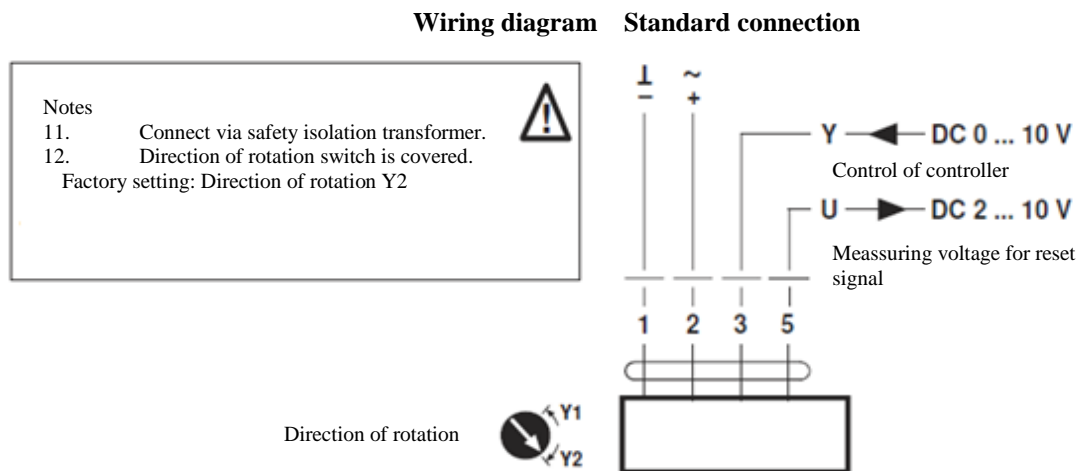 Wiring diagram Standard connection
Notes
11. Connect via safety isolation transformer.
12. Direction of rotation switch is covered.
Factory setting: Direction of rotation Y2
⊥ ~
− +
Y DC 0 ... 10 V
Control of controller
U DC 2 ... 10 V
Meassuring voltage for reset
signal
1 2 3 5
Direction of rotation
Y1
Y2